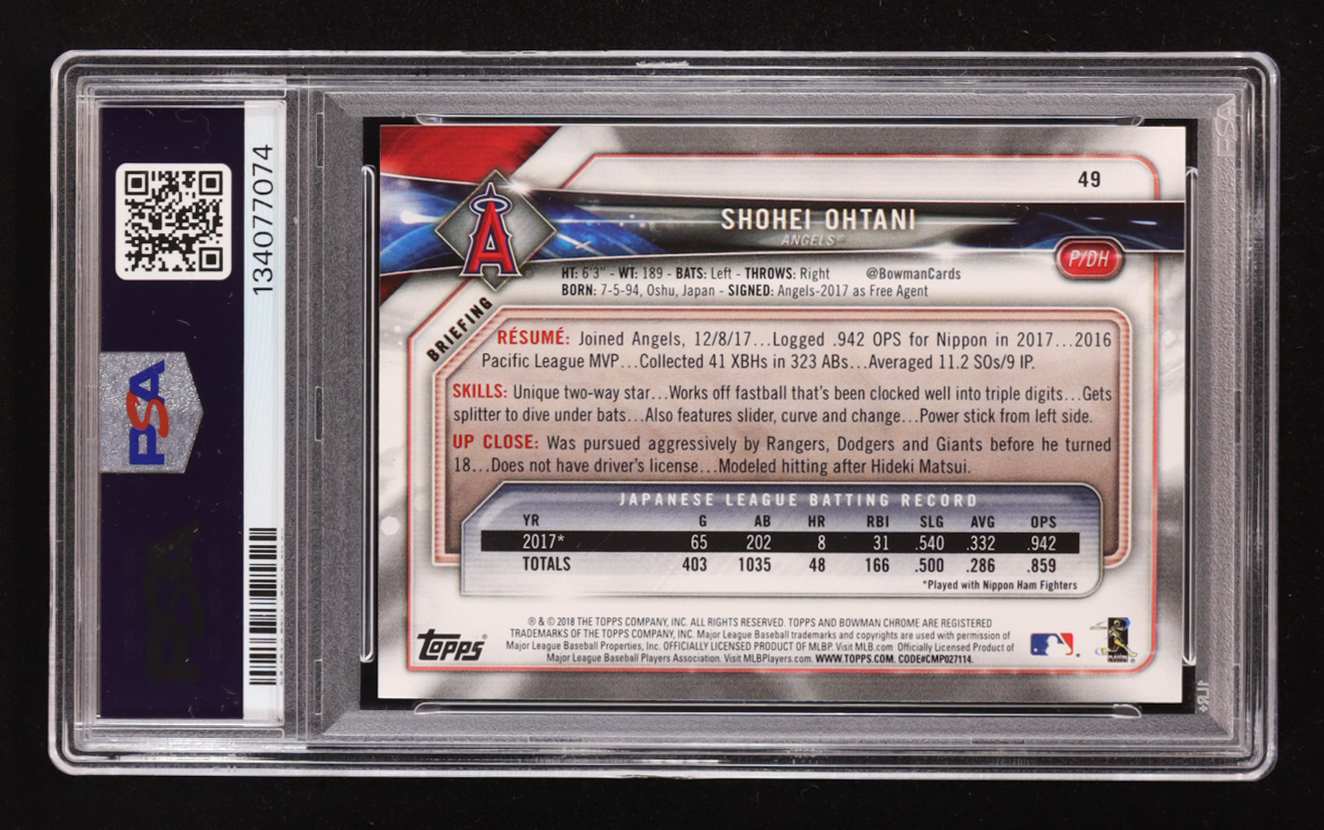 PSA
134077074
49
SHOHEI OHTANI
ANGELS
A
P/DH
HT: 6'3" - WT: 189 - BATS: Left - THROWS: Right @BowmanCards
BORN: 7-5-94, Oshu, Japan - SIGNED: Angels-2017 as Free Agent
BRIEFING
RÉSUMÉ: Joined Angels, 12/8/17...Logged .942 OPS for Nippon in 2017...2016
Pacific League MVP...Collected 41 XBHs in 323 ABs...Averaged 11.2 SOs/9 IP.
SKILLS: Unique two-way star...Works off fastball that's been clocked well into triple digits...Gets
splitter to dive under bats...Also features slider, curve and change...Power stick from left side.
UP CLOSE: Was pursued aggressively by Rangers, Dodgers and Giants before he turned
18...Does not have driver's license...Modeled hitting after Hideki Matsui.
JAPANESE LEAGUE BATTING RECORD
YR G AB HR RBI SLG AVG OPS
2017* 65 202 8 31 .540 .332 .942
TOTALS 403 1035 48 166 .500 .286 .859
*Played with Nippon Ham Fighters
Topps®
® & © 2018 THE TOPPS COMPANY, INC. ALL RIGHTS RESERVED. TOPPS AND BOWMAN CHROME ARE REGISTERED
TRADEMARKS OF THE TOPPS COMPANY, INC. Major League Baseball trademarks and copyrights are used with permission of
Major League Baseball Properties, Inc. OFFICIALLY LICENSED PRODUCT OF MLBP. Visit MLB.com Officially Licensed Product of
Major League Baseball Players Association. Visit MLBPlayers.com. WWW.TOPPS.COM. CODE#CMP027114.
PSA